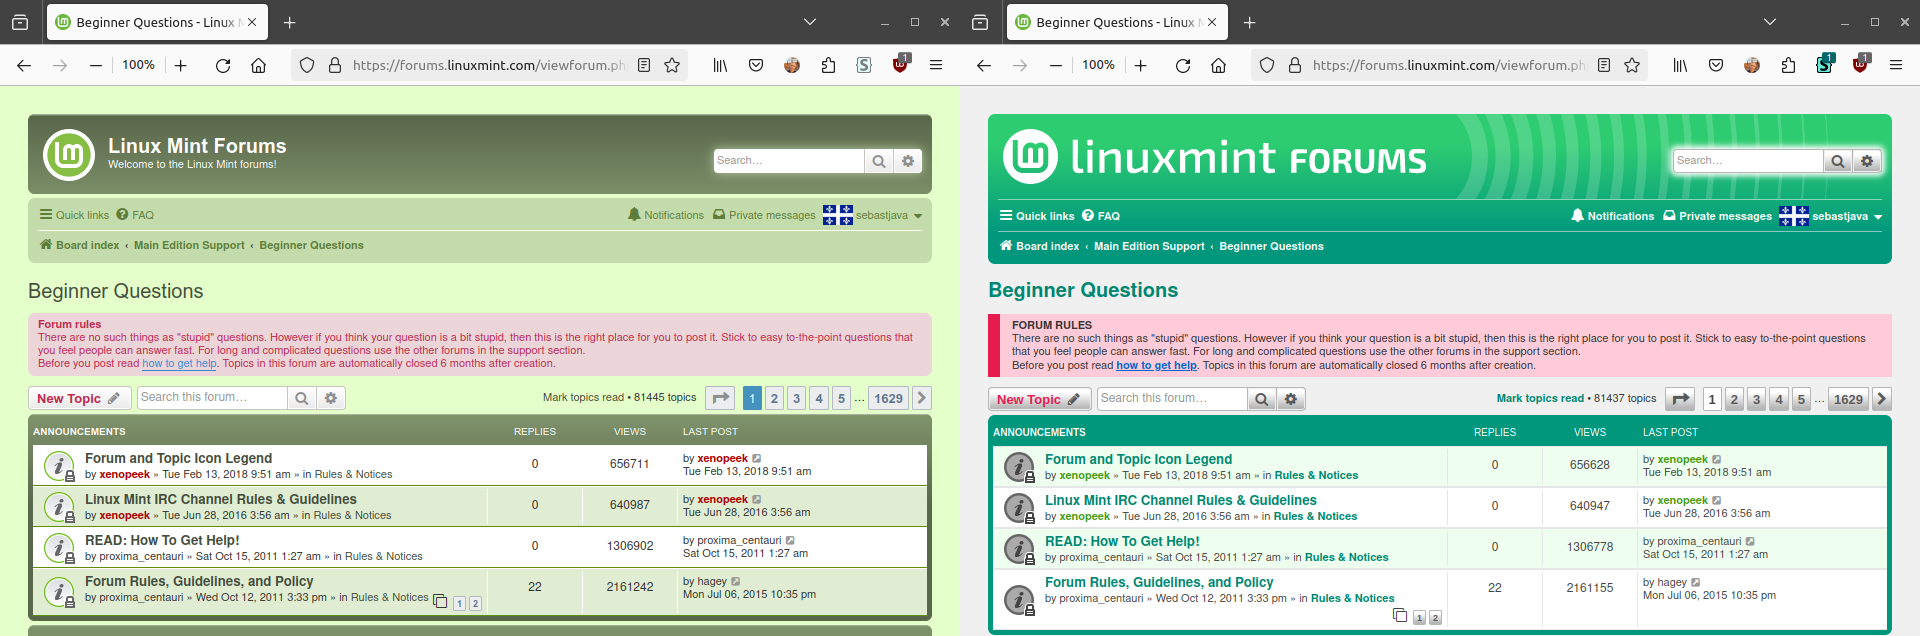 Beginner Questions - Linux M
100%
https://forums.linuxmint.com/viewforum.ph
1
Linux Mint Forums
Welcome to the Linux Mint forums!
Search…
Quick links FAQ
Notifications Private messages sebastjava
Board index ‹ Main Edition Support ‹ Beginner Questions
Beginner Questions
Forum rules
There are no such things as "stupid" questions. However if you think your question is a bit stupid, then this is the right place for you to post it. Stick to easy to-the-point questions that
you feel people can answer fast. For long and complicated questions use the other forums in the support section.
Before you post read how to get help. Topics in this forum are automatically closed 6 months after creation.
New Topic Search this forum… Mark topics read • 81445 topics 1 2 3 4 5 … 1629
ANNOUNCEMENTS REPLIES VIEWS LAST POST
Forum and Topic Icon Legend
by xenopeek » Tue Feb 13, 2018 9:51 am » in Rules & Notices
0 656711
by xenopeek
Tue Feb 13, 2018 9:51 am
Linux Mint IRC Channel Rules & Guidelines
by xenopeek » Tue Jun 28, 2016 3:56 am » in Rules & Notices
0 640987
by xenopeek
Tue Jun 28, 2016 3:56 am
READ: How To Get Help!
by proxima_centauri » Sat Oct 15, 2011 1:27 am » in Rules & Notices
0 1306902
by proxima_centauri
Sat Oct 15, 2011 1:27 am
Forum Rules, Guidelines, and Policy
by proxima_centauri » Wed Oct 12, 2011 3:33 pm » in Rules & Notices
1 2
22 2161242
by hagey
Mon Jul 06, 2015 10:35 pm
Beginner Questions - Linux M
100%
https://forums.linuxmint.com/viewforum.ph
1 1
linuxmint FORUMS
Search…
Quick links FAQ
Notifications Private messages sebastjava
Board index ‹ Main Edition Support ‹ Beginner Questions
Beginner Questions
FORUM RULES
There are no such things as "stupid" questions. However if you think your question is a bit stupid, then this is the right place for you to post it. Stick to easy to-the-point questions
that you feel people can answer fast. For long and complicated questions use the other forums in the support section.
Before you post read how to get help. Topics in this forum are automatically closed 6 months after creation.
New Topic Search this forum… Mark topics read • 81437 topics 1 2 3 4 5 … 1629
ANNOUNCEMENTS REPLIES VIEWS LAST POST
Forum and Topic Icon Legend
by xenopeek » Tue Feb 13, 2018 9:51 am » in Rules & Notices
0 656628
by xenopeek
Tue Feb 13, 2018 9:51 am
Linux Mint IRC Channel Rules & Guidelines
by xenopeek » Tue Jun 28, 2016 3:56 am » in Rules & Notices
0 640947
by xenopeek
Tue Jun 28, 2016 3:56 am
READ: How To Get Help!
by proxima_centauri » Sat Oct 15, 2011 1:27 am » in Rules & Notices
0 1306778
by proxima_centauri
Sat Oct 15, 2011 1:27 am
Forum Rules, Guidelines, and Policy
by proxima_centauri » Wed Oct 12, 2011 3:33 pm » in Rules & Notices
1 2
22 2161155
by hagey
Mon Jul 06, 2015 10:35 pm